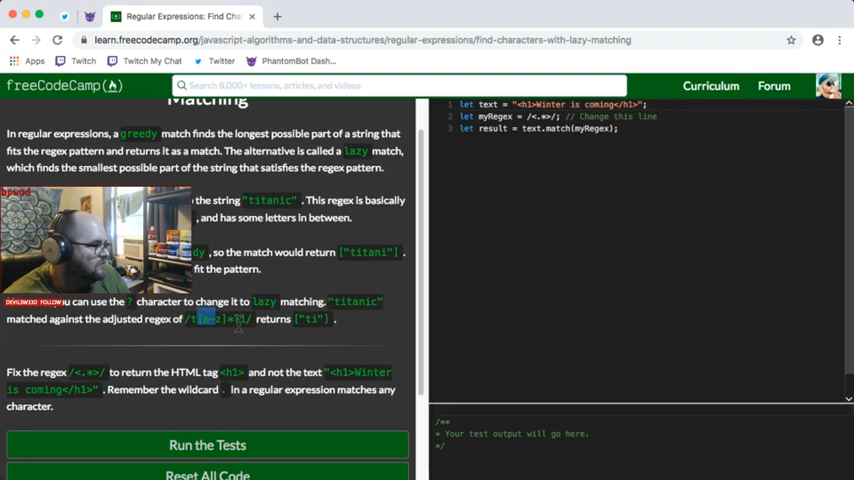 Regular Expressions: Find Cha
learn.freecodecamp.org/javascript-algorithms-and-data-structures/regular-expressions/find-characters-with-lazy-matching
Apps Twitch Twitch My Chat Twitter PhantomBot Dash...
freeCodeCamp Search 8,000+ lessons, articles, and videos Curriculum Forum
Matching
In regular expressions, a greedy match finds the longest possible part of a string that
fits the regex pattern and returns it as a match. The alternative is called a lazy match,
which finds the smallest possible part of the string that satisfies the regex pattern.
the string "titanic". This regex is basically
, and has some letters in between.
, so the match would return ["titani"].
fit the pattern.
DEVILSW33D FOLLOW you can use the ? character to change it to lazy matching. "titanic"
matched against the adjusted regex of /t[a-z]*?i/ returns ["ti"].
Fix the regex /<.*>/ to return the HTML tag <h1> and not the text "<h1>Winter
is coming</h1>". Remember the wildcard . in a regular expression matches any
character.
Run the Tests
Reset All Code
1 let text = "<h1>Winter is coming</h1>";
2 let myRegex = /<.*>/; // Change this line
3 let result = text.match(myRegex);
/**
* Your test output will go here.
*/